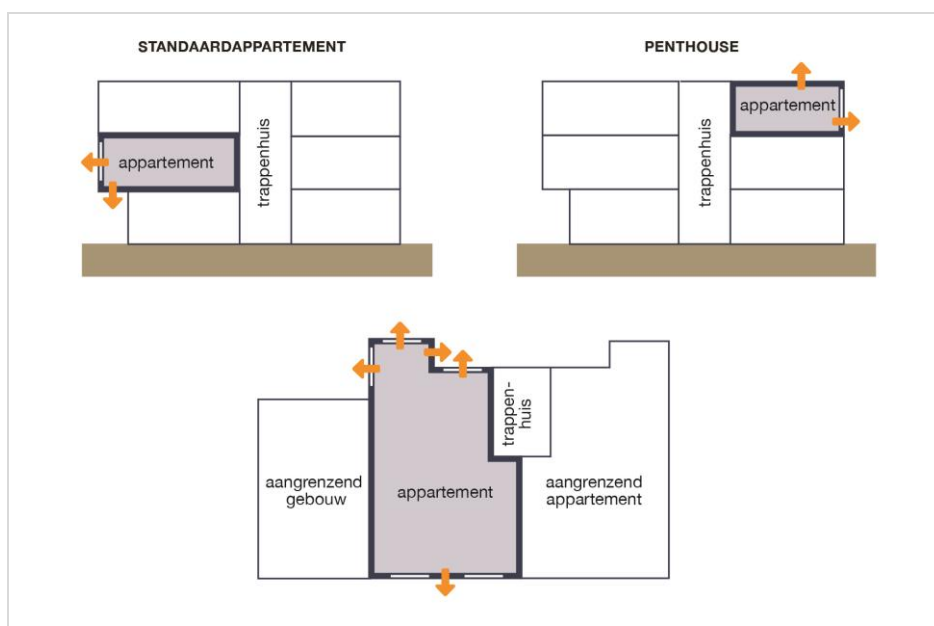 STANDAARDAPPARTEMENT
PENTHOUSE
appartement
trappenhuis
appartement
trappenhuis
trappen-
huis
aangrenzend
gebouw
appartement
aangrenzend
appartement